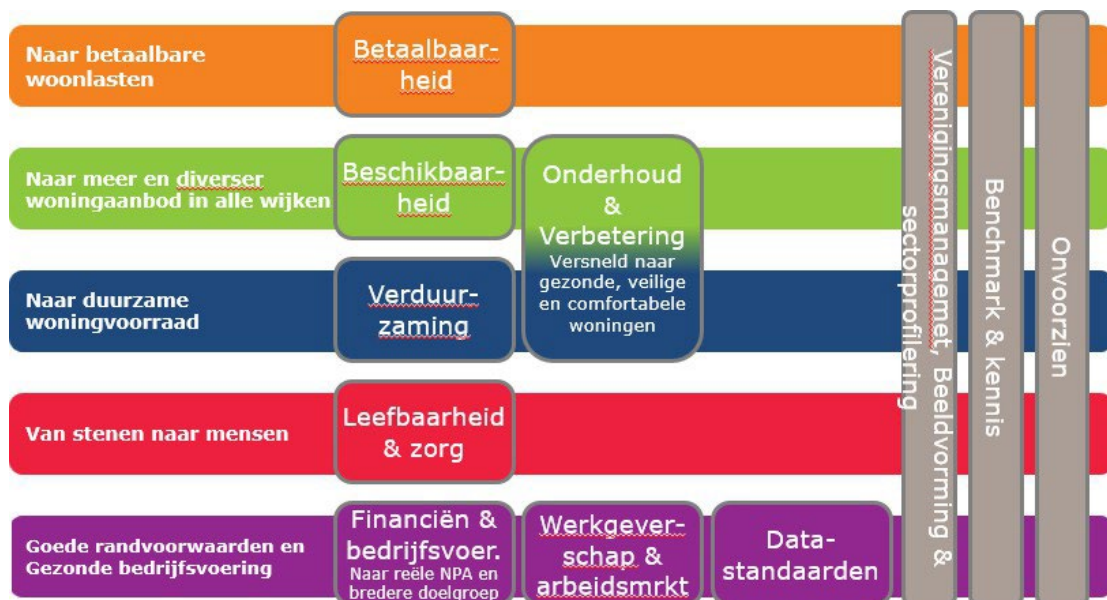 Naar betaalbare
woonlasten
Betaalbaar-
heid
Naar meer en diverser
woningaanbod in alle wijken
Beschikbaar-
heid
Onderhoud
&
Verbetering
Versneld naar
gezonde, veilige
en comfortabele
woningen
Naar duurzame
woningvoorraad
Verduur-
zaming
Van stenen naar mensen
Leefbaarheid
& zorg
Goede randvoorwaarden en
Gezonde bedrijfsvoering
Financiën &
bedrijfsvoer.
Naar reële NPA en
bredere doelgroep
Werkgever-
schap &
arbeidsmrkt
Data-
standaarden
Verenigingsmanagemet, Beeldvorming &
sectorprofilering
Benchmark & kennis
Onvoorzien